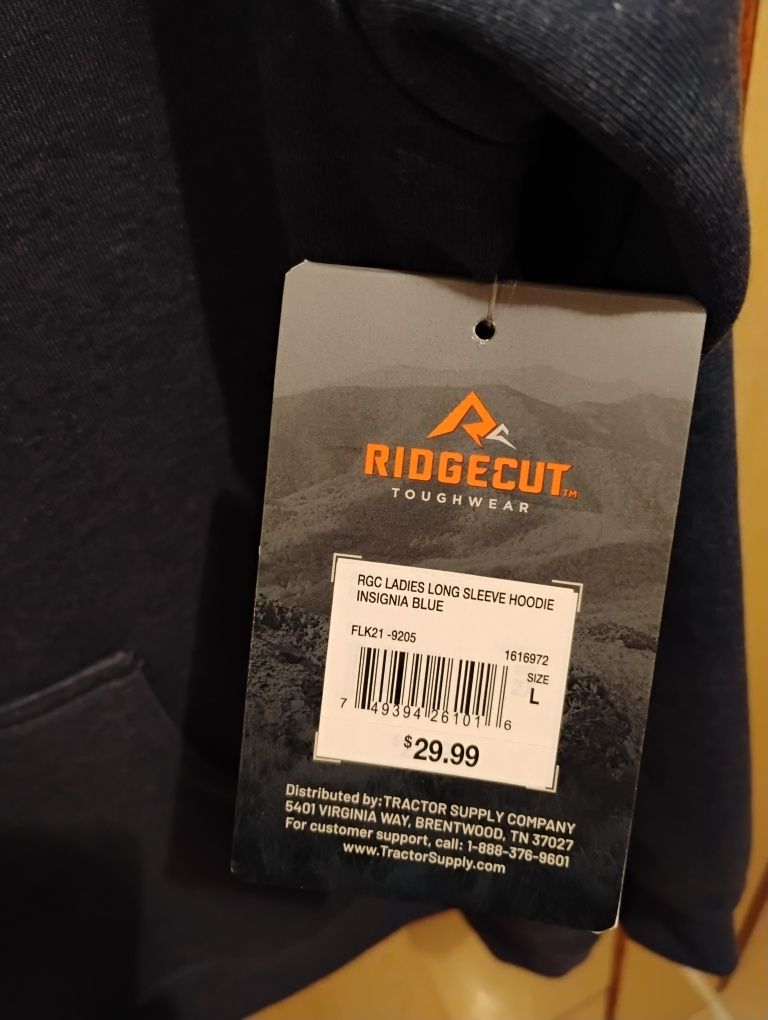 RIDGECUT™
TOUGHWEAR
RGC LADIES LONG SLEEVE HOODIE
INSIGNIA BLUE
FLK21 -9205
1616972
SIZE
L
7 49394 26101 6
$29.99
Distributed by: TRACTOR SUPPLY COMPANY
5401 VIRGINIA WAY, BRENTWOOD, TN 37027
For customer support, call: 1-888-376-9601
www.TractorSupply.com